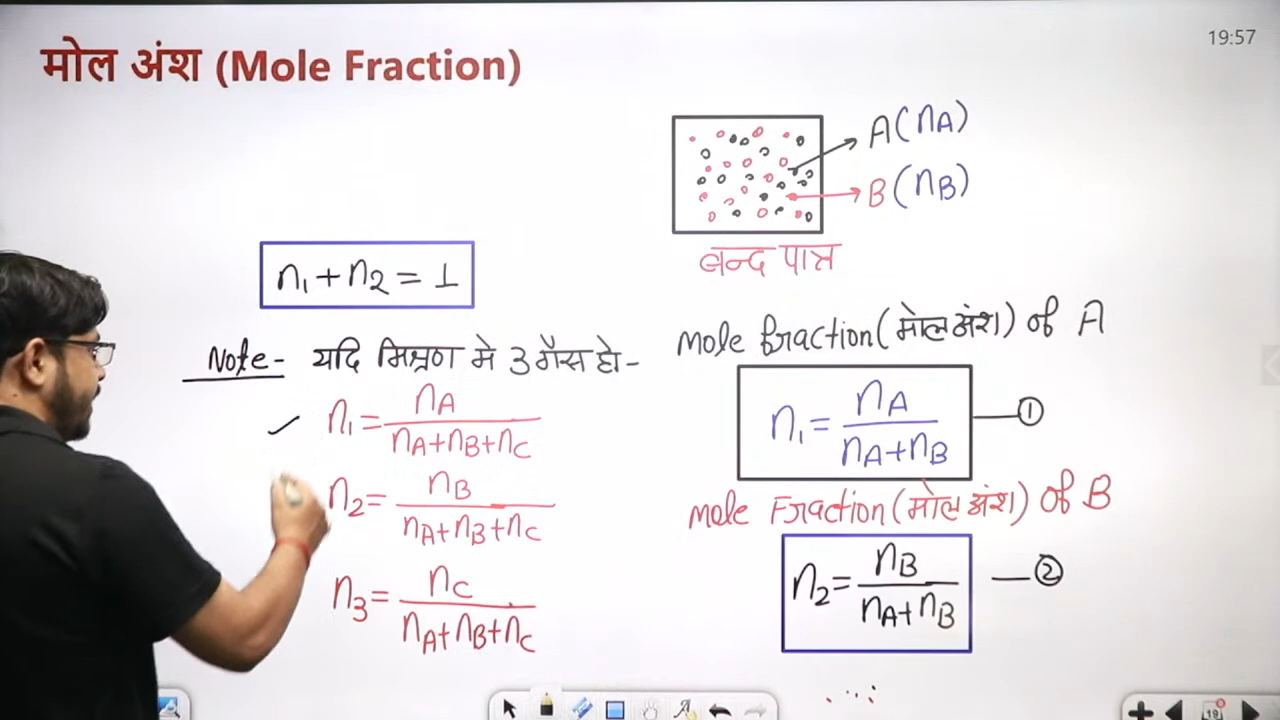 मोल अंश (Mole Fraction)
19:57
A(nA)
B(nB)
बन्द पात्र
n₁+n₂ = 1
Note- यदि मिश्रण मे 3 गैस हो-
n₁ = nA / nA+nB+nC
n₂ = nB / nA+nB+nC
n₃ = nC / nA+nB+nC
mole fraction(मोल अंश) of A
n₁ = nA / nA+nB —①
mole Fraction(मोल अंश) of B
n₂ = nB / nA+nB —②
19